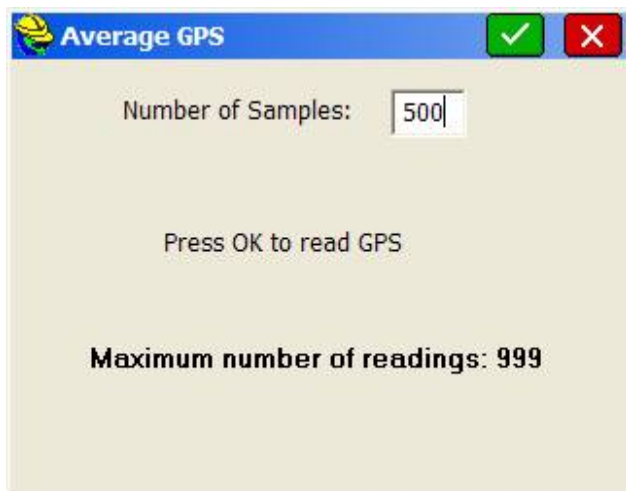 Average GPS
Number of Samples: 500
Press OK to read GPS
Maximum number of readings: 999